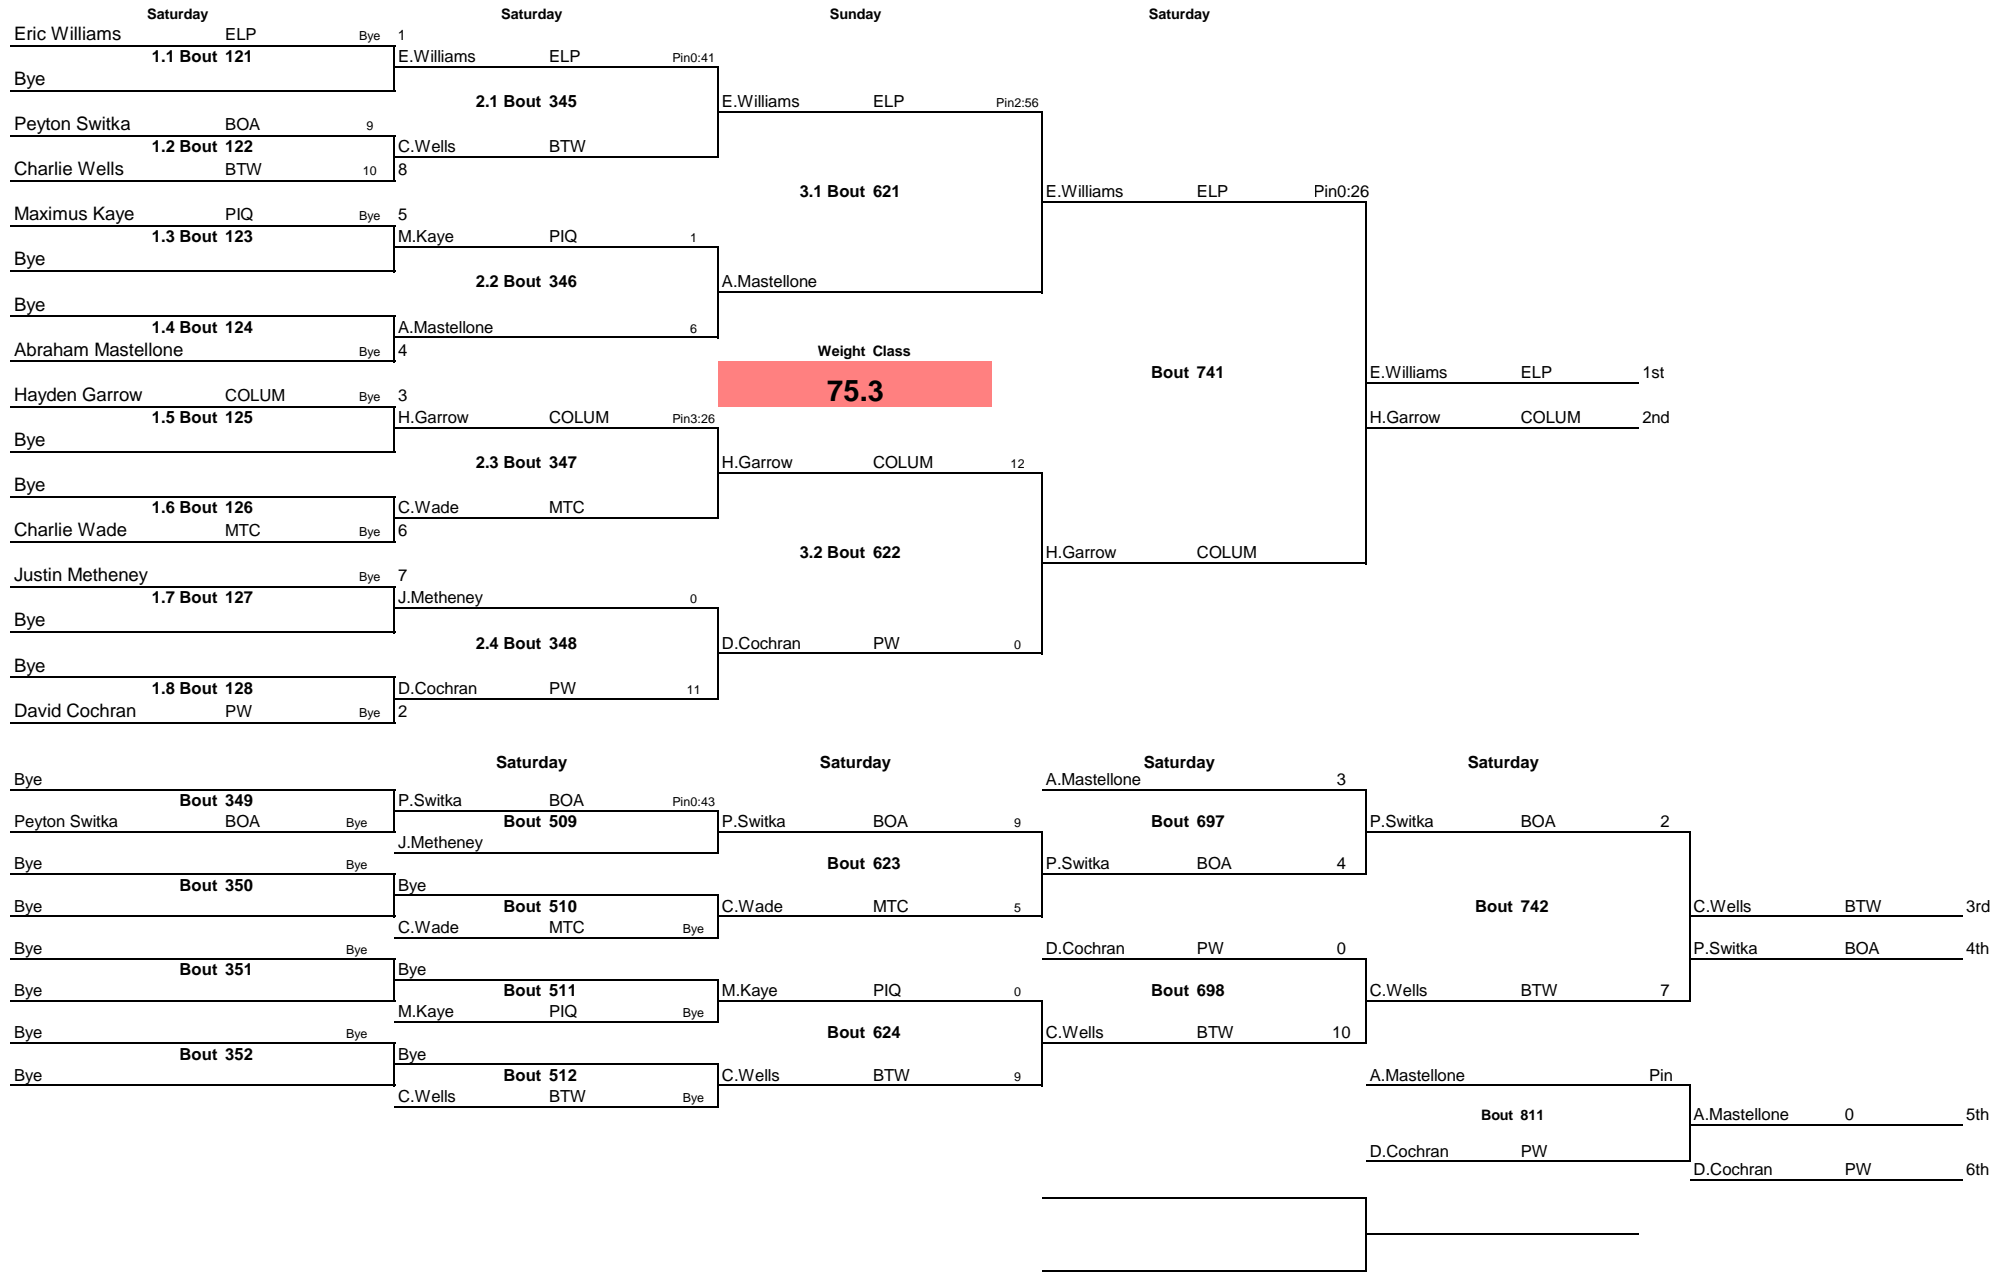 Saturday Saturday Sunday Saturday
Eric Williams ELP Bye 1
1.1 Bout 121 E.Williams ELP Pin0:41
Bye
2.1 Bout 345 E.Williams ELP Pin2:56
Peyton Switka BOA 9
1.2 Bout 122 C.Wells BTW
Charlie Wells BTW 10 8
3.1 Bout 621 E.Williams ELP Pin0:26
Maximus Kaye PIQ Bye 5
1.3 Bout 123 M.Kaye PIQ 1
Bye
2.2 Bout 346 A.Mastellone
Bye
1.4 Bout 124 A.Mastellone 6
Abraham Mastellone Bye 4 Weight Class
Bout 741 E.Williams ELP 1st
Hayden Garrow COLUM Bye 3 75.3
1.5 Bout 125 H.Garrow COLUM Pin3:26 H.Garrow COLUM 2nd
Bye
2.3 Bout 347 H.Garrow COLUM 12
Bye
1.6 Bout 126 C.Wade MTC
Charlie Wade MTC Bye 6
3.2 Bout 622 H.Garrow COLUM
Justin Metheney Bye 7
1.7 Bout 127 J.Metheney 0
Bye
2.4 Bout 348 D.Cochran PW 0
Bye
1.8 Bout 128 D.Cochran PW 11
David Cochran PW Bye 2
Saturday Saturday Saturday Saturday
Bye A.Mastellone 3
Bout 349 P.Switka BOA Pin0:43
Peyton Switka BOA Bye Bout 509 P.Switka BOA 9 Bout 697 P.Switka BOA 2
J.Metheney
Bye Bye Bout 623 P.Switka BOA 4
Bout 350 Bye
Bye Bout 510 C.Wade MTC 5 Bout 742 C.Wells BTW 3rd
C.Wade MTC Bye
Bye Bye D.Cochran PW 0 P.Switka BOA 4th
Bout 351 Bye
Bye Bout 511 M.Kaye PIQ 0 Bout 698 C.Wells BTW 7
M.Kaye PIQ Bye
Bye Bye Bout 624 C.Wells BTW 10
Bout 352 Bye
Bye Bout 512 C.Wells BTW 9 A.Mastellone Pin
C.Wells BTW Bye
Bout 811 A.Mastellone 0 5th
D.Cochran PW
D.Cochran PW 6th